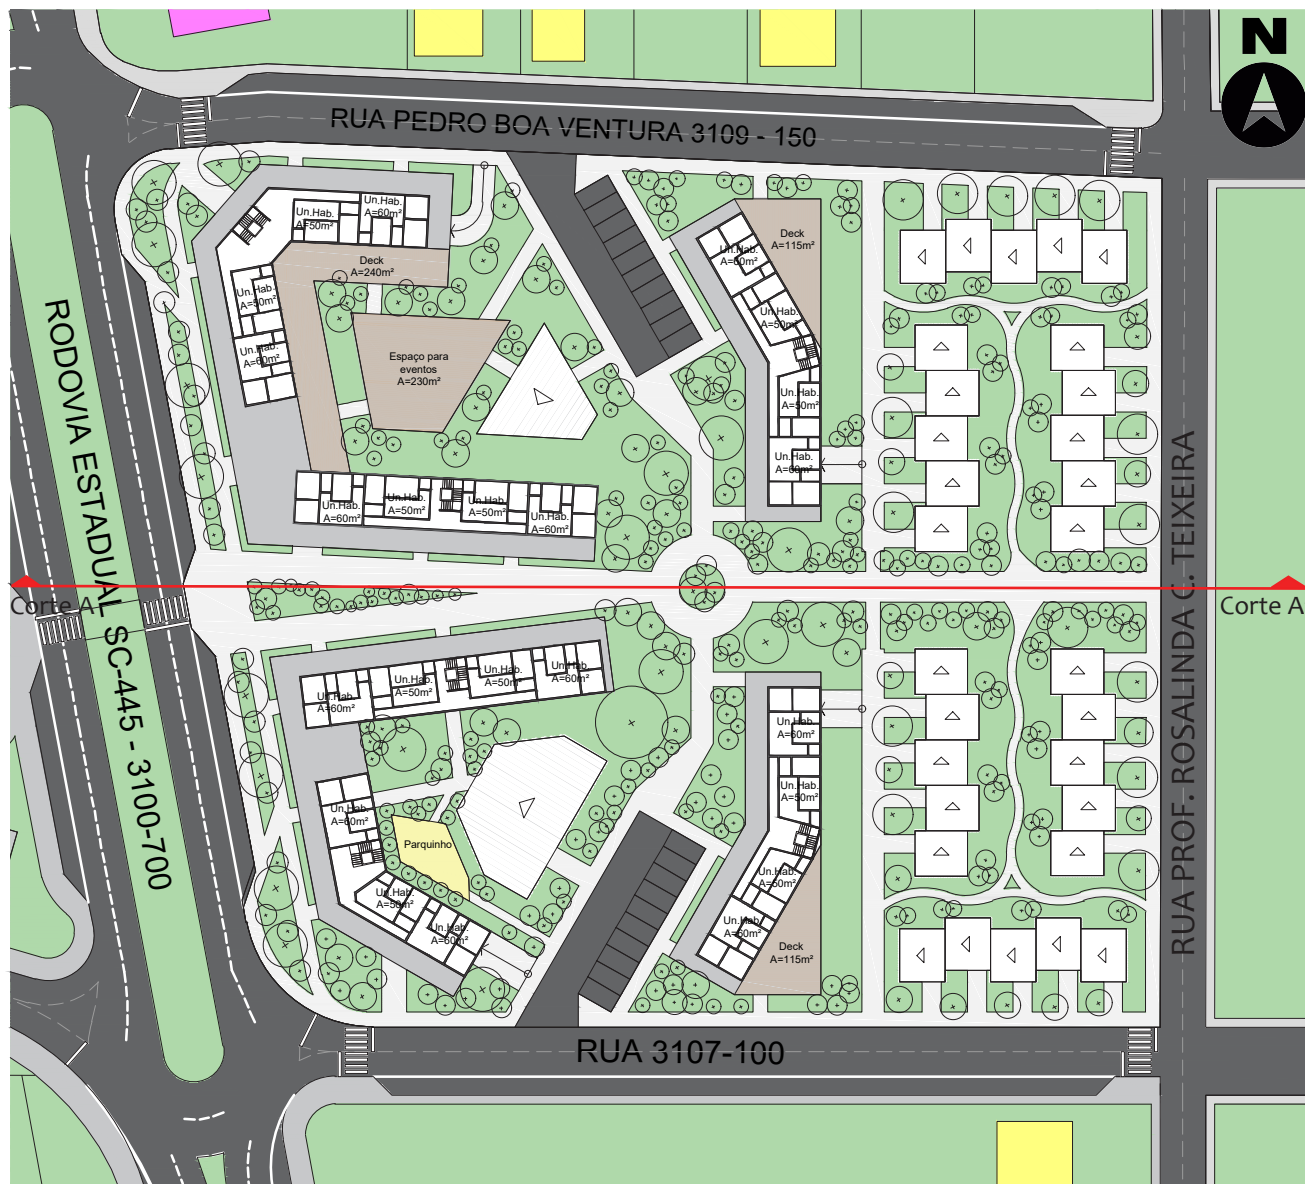 N
RUA PEDRO BOA VENTURA 3109 - 150
Un.Hab.
A=60m²
Un.Hab.
A=50m²
Deck
A=240m²
Un.Hab.
A=50m²
Un.Hab.
A=60m²
Espaço para
eventos
A=230m²
Deck
A=115m²
Un.Hab.
A=60m²
Un.Hab.
A=50m²
Un.Hab.
A=50m²
Un.Hab.
A=60m²
Un.Hab.
A=60m²
Un.Hab.
A=50m²
Un.Hab.
A=50m²
Un.Hab.
A=60m²
RODOVIA ESTADUAL SC-445 - 3100-700
RUA PROF. ROSALINDA C. TEIXEIRA
Corte A
Corte A
Un.Hab.
A=60m²
Un.Hab.
A=50m²
Un.Hab.
A=50m²
Un.Hab.
A=60m²
Un.Hab.
A=60m²
Parquinho
Un.Hab.
A=50m²
Un.Hab.
A=60m²
Un.Hab.
A=60m²
Un.Hab.
A=50m²
Un.Hab.
A=50m²
Un.Hab.
A=60m²
Deck
A=115m²
RUA 3107-100